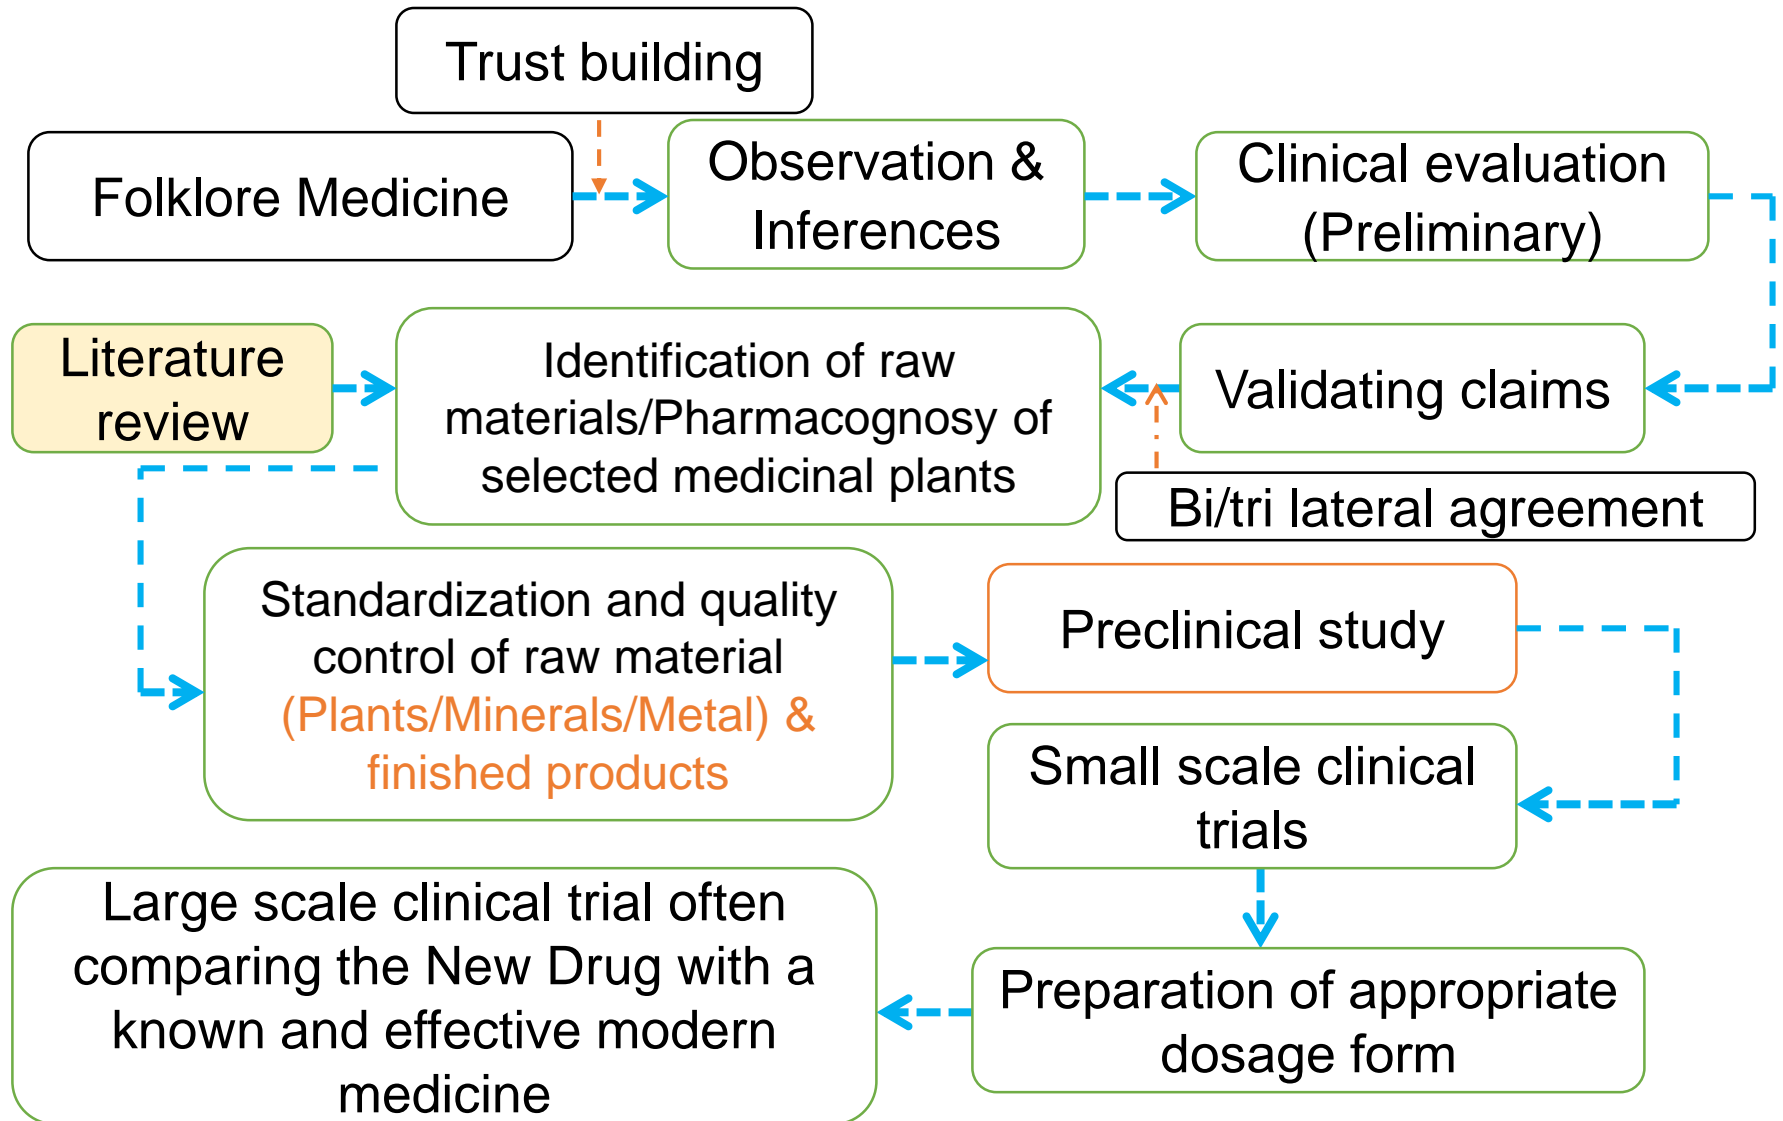 Trust building
Folklore Medicine
Observation &
Inferences
Clinical evaluation
(Preliminary)
Literature
review
Identification of raw
materials/Pharmacognosy of
selected medicinal plants
Validating claims
Bi/tri lateral agreement
Standardization and quality
control of raw material
(Plants/Minerals/Metal) &
finished products
Preclinical study
Small scale clinical
trials
Large scale clinical trial often
comparing the New Drug with a
known and effective modern
medicine
Preparation of appropriate
dosage form